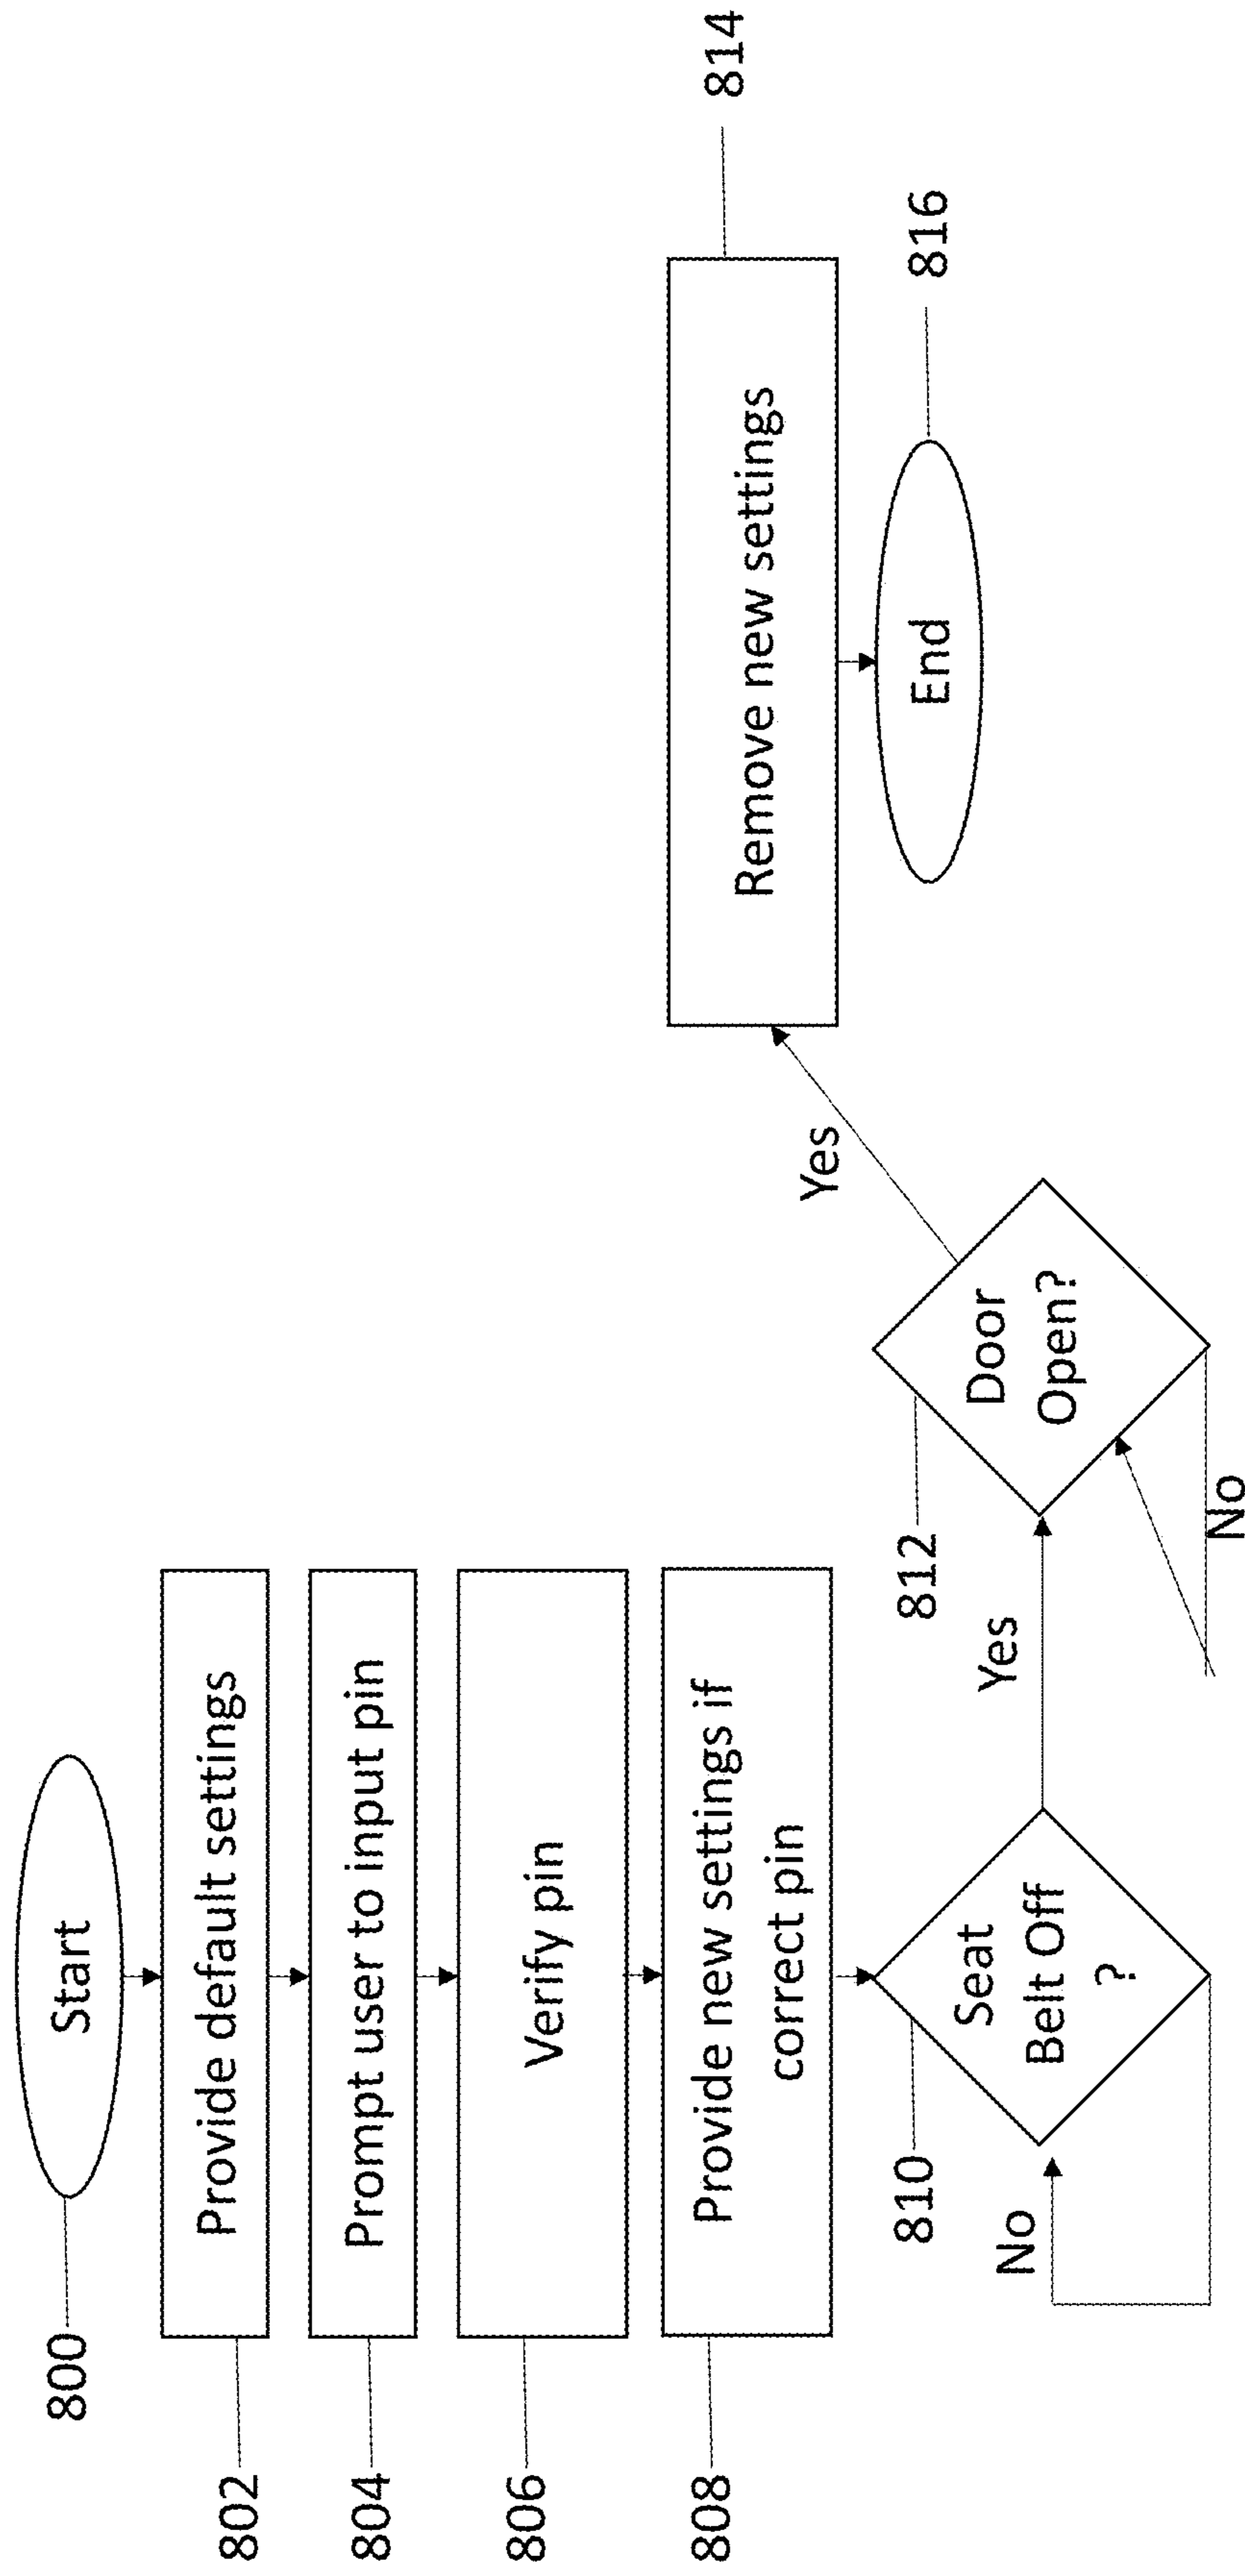 800
Start
802
Provide default settings
804
Prompt user to input pin
806
Verify pin
808
Provide new settings if
correct pin
810
Seat
Belt Off
?
No
Yes
812
Door
Open?
No
Yes
Remove new settings
814
End
816